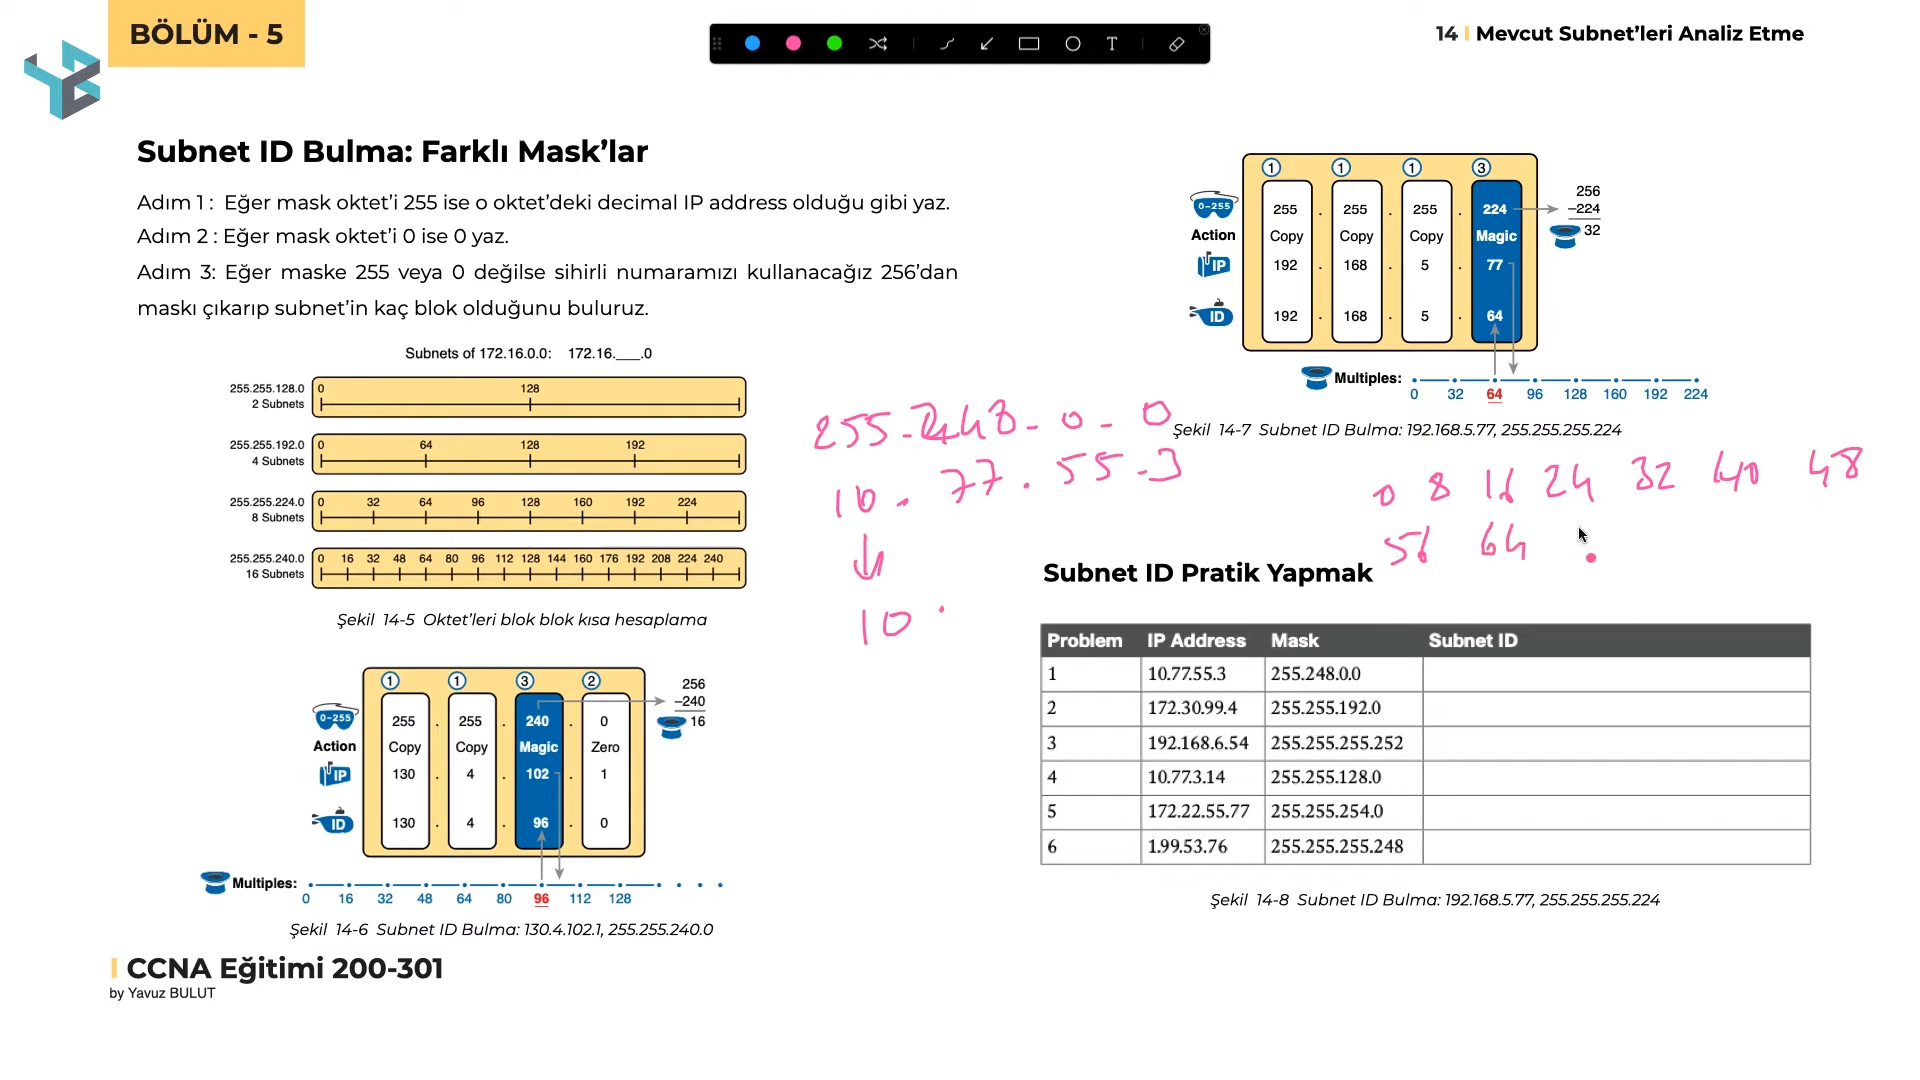 BÖLÜM - 5
14 | Mevcut Subnet'leri Analiz Etme
T
Subnet ID Bulma: Farklı Mask'lar
Adım 1 : Eğer mask oktet'i 255 ise o oktet'deki decimal IP address olduğu gibi yaz.
Adım 2 : Eğer mask oktet'i 0 ise 0 yaz.
Adım 3: Eğer maske 255 veya 0 değilse sihirli numaramızı kullanacağız 256'dan
maskı çıkarıp subnet'in kaç blok olduğunu buluruz.
Subnets of 172.16.0.0: 172.16.___.0
255.255.128.0 0 128
2 Subnets
255.255.192.0 0 64 128 192
4 Subnets
255.255.224.0 0 32 64 96 128 160 192 224
8 Subnets
255.255.240.0 0 16 32 48 64 80 96 112 128 144 160 176 192 208 224 240
16 Subnets
Şekil 14-5 Oktet'leri blok blok kısa hesaplama
1 1 3 2
256
-240
16
0-255 255 . 255 . 240 . 0
Action Copy Copy Magic Zero
IP 130 . 4 . 102 . 1
ID 130 . 4 . 96 . 0
Multiples:
0 16 32 48 64 80 96 112 128
Şekil 14-6 Subnet ID Bulma: 130.4.102.1, 255.255.240.0
255-248-0-0
10.77.55-3
10.
1 1 1 3
256
-224
32
0-255 255 . 255 . 255 . 224
Action Copy Copy Copy Magic
IP 192 . 168 . 5 . 77
ID 192 . 168 . 5 . 64
Multiples:
0 32 64 96 128 160 192 224
Şekil 14-7 Subnet ID Bulma: 192.168.5.77, 255.255.255.224
0 8 16 24 32 40 48
56 64 .
Subnet ID Pratik Yapmak
Problem IP Address Mask Subnet ID
1 10.77.55.3 255.248.0.0
2 172.30.99.4 255.255.192.0
3 192.168.6.54 255.255.255.252
4 10.77.3.14 255.255.128.0
5 172.22.55.77 255.255.254.0
6 1.99.53.76 255.255.255.248
Şekil 14-8 Subnet ID Bulma: 192.168.5.77, 255.255.255.224
| CCNA Eğitimi 200-301
by Yavuz BULUT